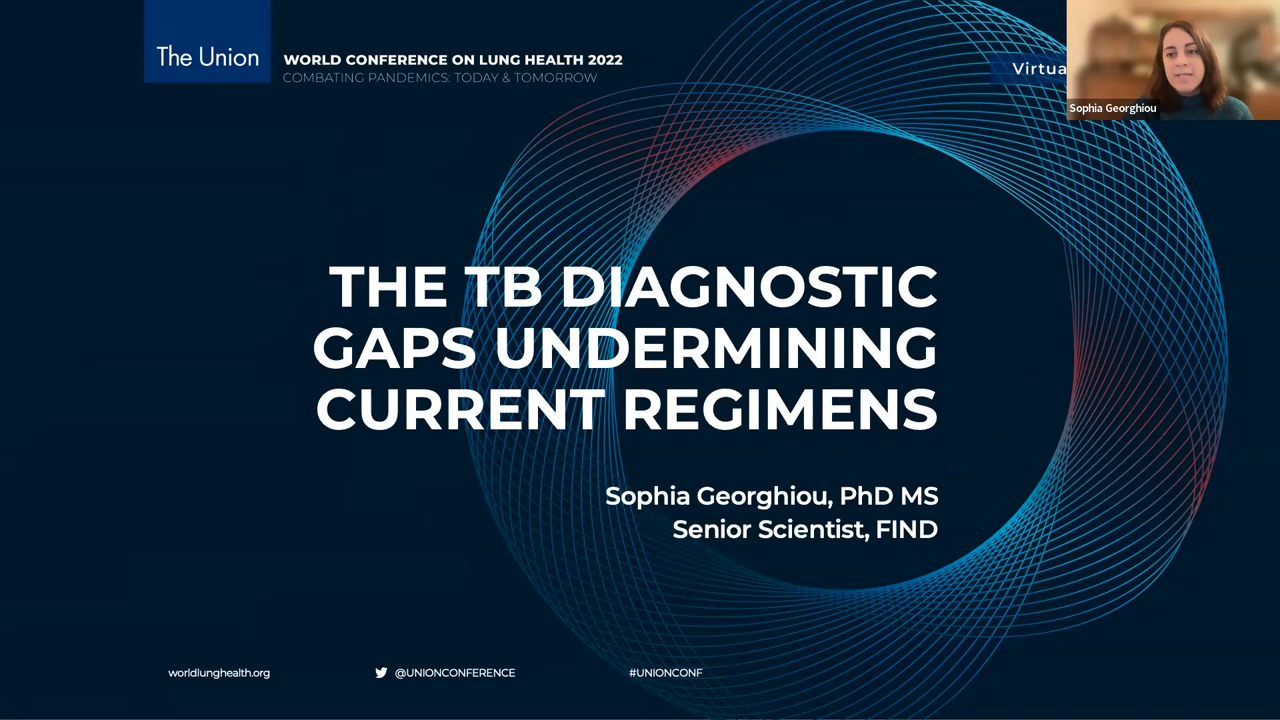 The Union
WORLD CONFERENCE ON LUNG HEALTH 2022
COMBATING PANDEMICS: TODAY & TOMORROW
Sophia Georghiou
THE TB DIAGNOSTIC
GAPS UNDERMINING
CURRENT REGIMENS
Sophia Georghiou, PhD MS
Senior Scientist, FIND
worldlunghealth.org
@UNIONCONFERENCE
#UNIONCONF